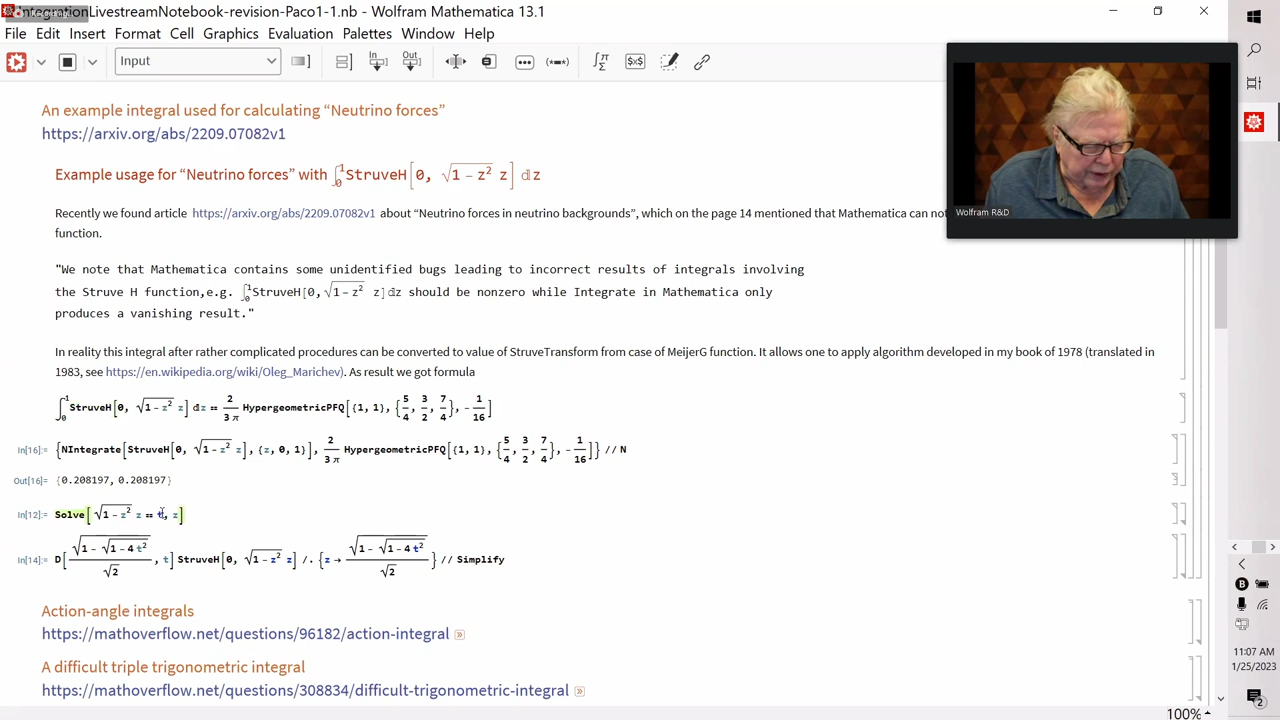 IntegrationLivestreamNotebook-revision-Paco1-1.nb - Wolfram Mathematica 13.1
File Edit Insert Format Cell Graphics Evaluation Palettes Window Help
Input
In[] Out[]
An example integral used for calculating “Neutrino forces”
https://arxiv.org/abs/2209.07082v1
Example usage for “Neutrino forces” with ∫₀¹ StruveH[0, √(1 − z²) z] ⅆz
Recently we found article https://arxiv.org/abs/2209.07082v1 about “Neutrino forces in neutrino backgrounds”, which on the page 14 mentioned that Mathematica can not
function.
"We note that Mathematica contains some unidentified bugs leading to incorrect results of integrals involving
the Struve H function,e.g. ∫₀¹StruveH[0,√(1 − z²) z]ⅆz should be nonzero while Integrate in Mathematica only
produces a vanishing result."
In reality this integral after rather complicated procedures can be converted to value of StruveTransform from case of MeijerG function. It allows one to apply algorithm developed in my book of 1978 (translated in
1983, see https://en.wikipedia.org/wiki/Oleg_Marichev). As result we got formula
∫₀¹ StruveH[0, √(1 − z²) z] ⅆz == 2/(3 π) HypergeometricPFQ[{1, 1}, {5/4, 3/2, 7/4}, −1/16]
In[16]:= {NIntegrate[StruveH[0, √(1 − z²) z], {z, 0, 1}], 2/(3 π) HypergeometricPFQ[{1, 1}, {5/4, 3/2, 7/4}, −1/16]} // N
Out[16]= {0.208197, 0.208197}
In[12]:= Solve[√(1 − z²) z == t, z]
In[14]:= D[√(1 − √(1 − 4 t²))/√2, t] StruveH[0, √(1 − z²) z] /. {z → √(1 − √(1 − 4 t²))/√2} // Simplify
Action-angle integrals
https://mathoverflow.net/questions/96182/action-integral
A difficult triple trigonometric integral
https://mathoverflow.net/questions/308834/difficult-trigonometric-integral
100%
Wolfram R&D
11:07 AM
1/25/2023
2